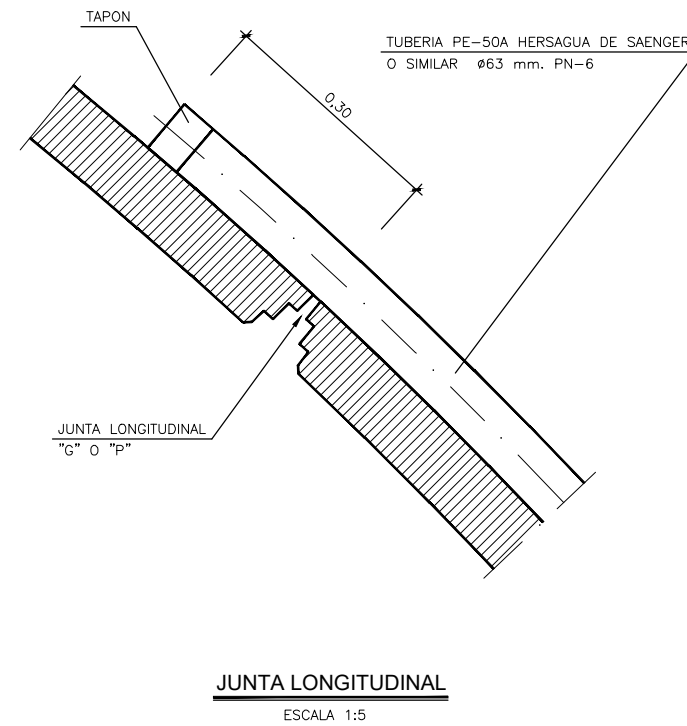 TAPON
TUBERIA PE-50A HERSAGUA DE SAENGER
O SIMILAR ø63 mm. PN-6
0,30
JUNTA LONGITUDINAL
"G" O "P"
JUNTA LONGITUDINAL
ESCALA 1:5